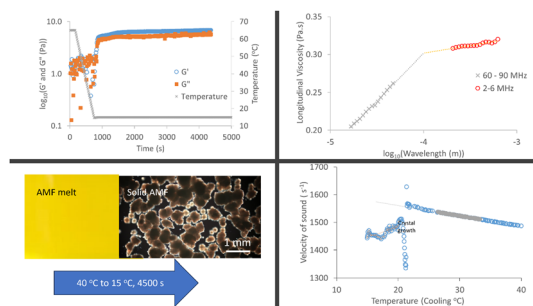 10.0
1.0
0.1
log₁₀(G' and G'' (Pa))
70
60
50
40
30
20
10
Temperature (°C)
G'
G''
Temperature
0 1000 2000 3000 4000 5000
Time (s)
Longitudinal Viscosity (Pa.s)
0.40
0.35
0.30
0.25
0.20
60 - 90 MHz
2-6 MHz
-5 -4 -3
log₁₀(Wavelength (m))
AMF melt
Solid AMF
1 mm
40 °C to 15 °C, 4500 s
Velocity of sound ( s⁻¹)
1700
1600
1500
1400
1300
Crystal
growth
10 20 30 40
Temperature (Cooling °C)